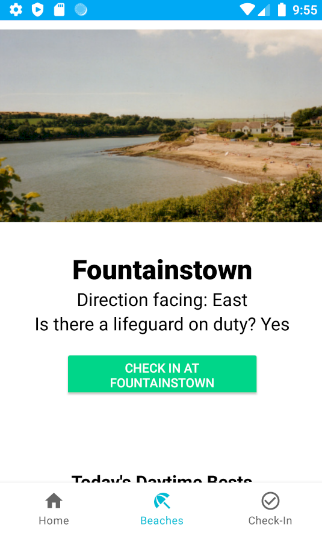 9:55
Fountainstown
Direction facing: East
Is there a lifeguard on duty? Yes
CHECK IN AT
FOUNTAINSTOWN
Today's Daytime Bests
Home
Beaches
Check-In